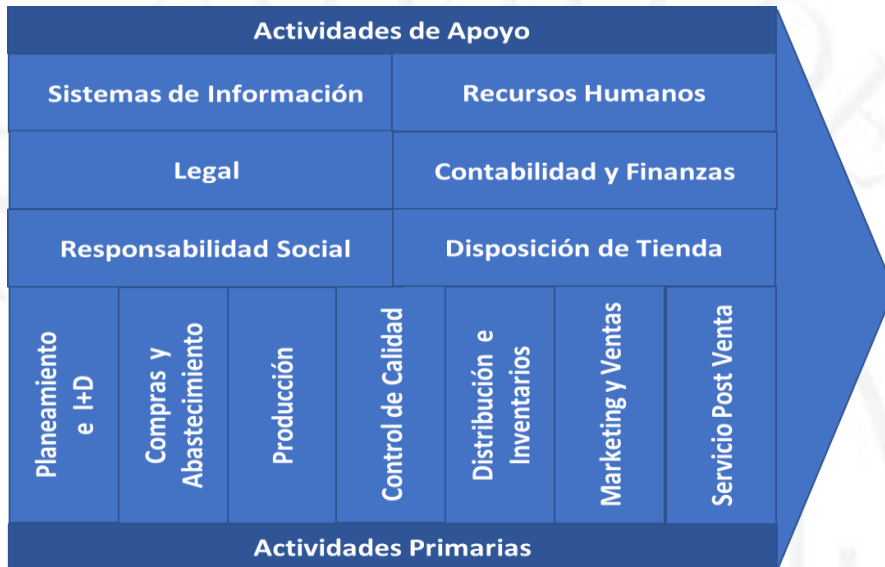 Actividades de Apoyo
Sistemas de Información
Recursos Humanos
Legal
Contabilidad y Finanzas
Responsabilidad Social
Disposición de Tienda
Planeamiento
e I+D
Compras y
Abastecimiento
Producción
Control de Calidad
Distribución e
Inventarios
Marketing y Ventas
Servicio Post Venta
Actividades Primarias